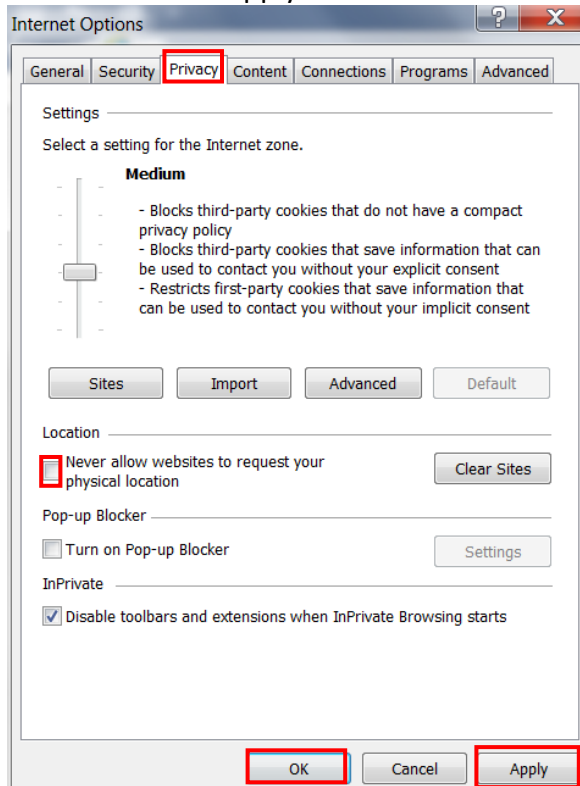 Apply
Internet Options
General Security Privacy Content Connections Programs Advanced
Settings
Select a setting for the Internet zone.
Medium
- Blocks third-party cookies that do not have a compact
privacy policy
- Blocks third-party cookies that save information that can
be used to contact you without your explicit consent
- Restricts first-party cookies that save information that
can be used to contact you without your implicit consent
Sites Import Advanced Default
Location
Never allow websites to request your
physical location
Clear Sites
Pop-up Blocker
Turn on Pop-up Blocker Settings
InPrivate
Disable toolbars and extensions when InPrivate Browsing starts
OK Cancel Apply